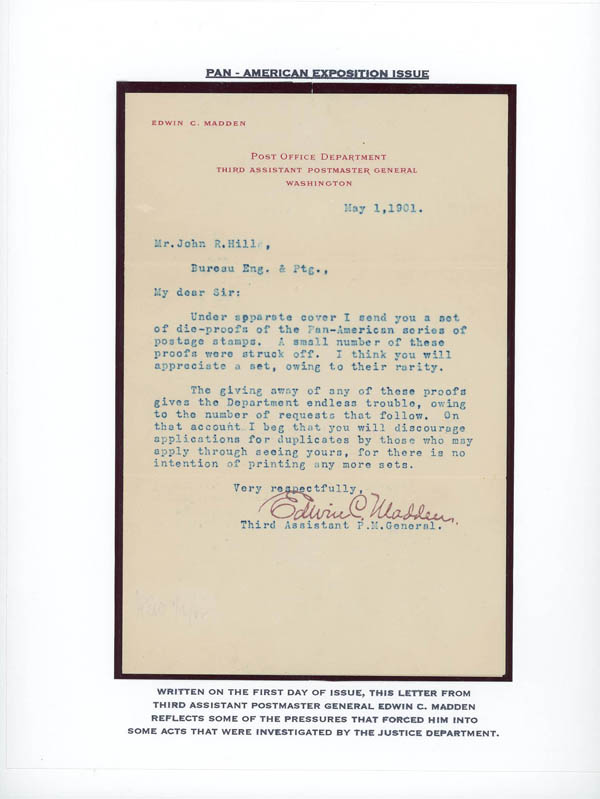 PAN - AMERICAN EXPOSITION ISSUE
EDWIN C. MADDEN
POST OFFICE DEPARTMENT
THIRD ASSISTANT POSTMASTER GENERAL
WASHINGTON
May 1,1901.
Mr. John R. Hill,
Bureau Eng. & Ptg.,
My dear Sir:
Under separate cover I send you a set
of die-proofs of the Pan-American series of
postage stamps. A small number of these
proofs were struck off. I think you will
appreciate a set, owing to their rarity.
The giving away of any of these proofs
gives the Department endless trouble, owing
to the number of requests that follow. On
that account I beg that you will discourage
applications for duplicates by those who may
apply through seeing yours, for there is no
intention of printing any more sets.
Very respectfully,
Edwin C. Madden.
Third Assistant P.M.General.
WRITTEN ON THE FIRST DAY OF ISSUE, THIS LETTER FROM
THIRD ASSISTANT POSTMASTER GENERAL EDWIN C. MADDEN
REFLECTS SOME OF THE PRESSURES THAT FORCED HIM INTO
SOME ACTS THAT WERE INVESTIGATED BY THE JUSTICE DEPARTMENT.